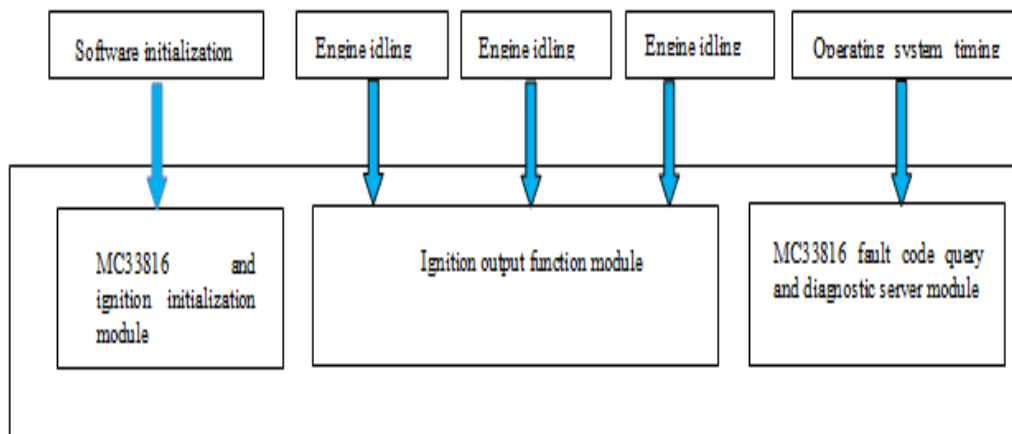 Software initialization
Engine idling
Engine idling
Engine idling
Operating system timing
MC33816 and
ignition initialization
module
Ignition output function module
MC33816 fault code query
and diagnostic server module